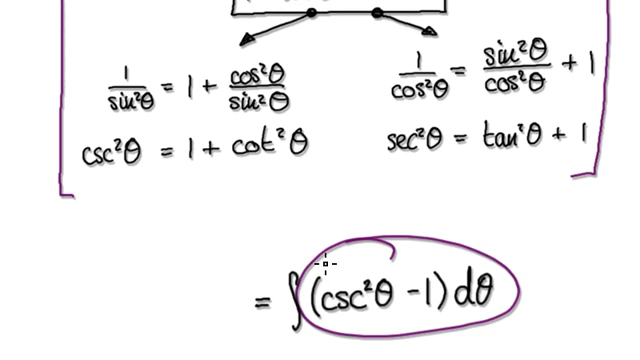 1/sin²θ = 1 + cos²θ/sin²θ
csc²θ = 1 + cot²θ
1/cos²θ = sin²θ/cos²θ + 1
sec²θ = tan²θ + 1
= ∫(csc²θ - 1) dθ